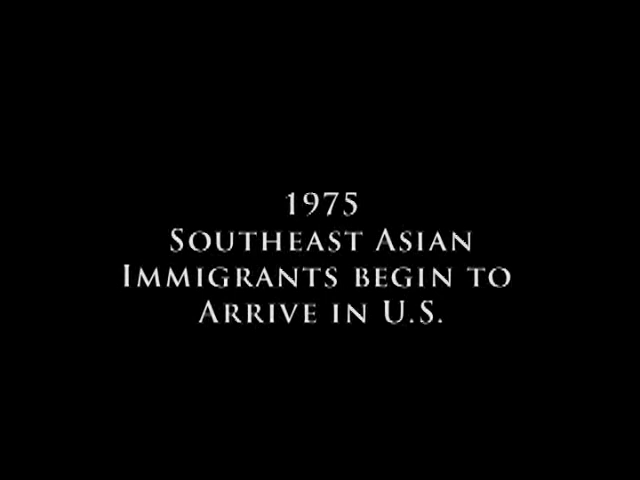 1975
Southeast Asian
Immigrants begin to
Arrive in U.S.